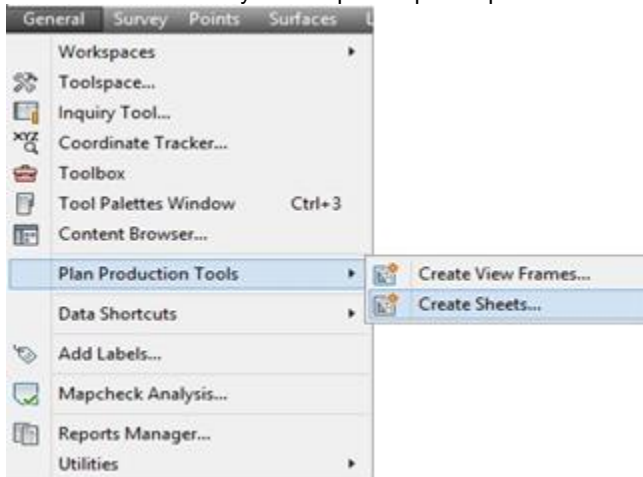 General Survey Points Surfaces
Workspaces
Toolspace...
Inquiry Tool...
XYZ Coordinate Tracker...
Toolbox
Tool Palettes Window Ctrl+3
Content Browser...
Plan Production Tools
Create View Frames...
Create Sheets...
Data Shortcuts
Add Labels...
Mapcheck Analysis...
Reports Manager...
Utilities